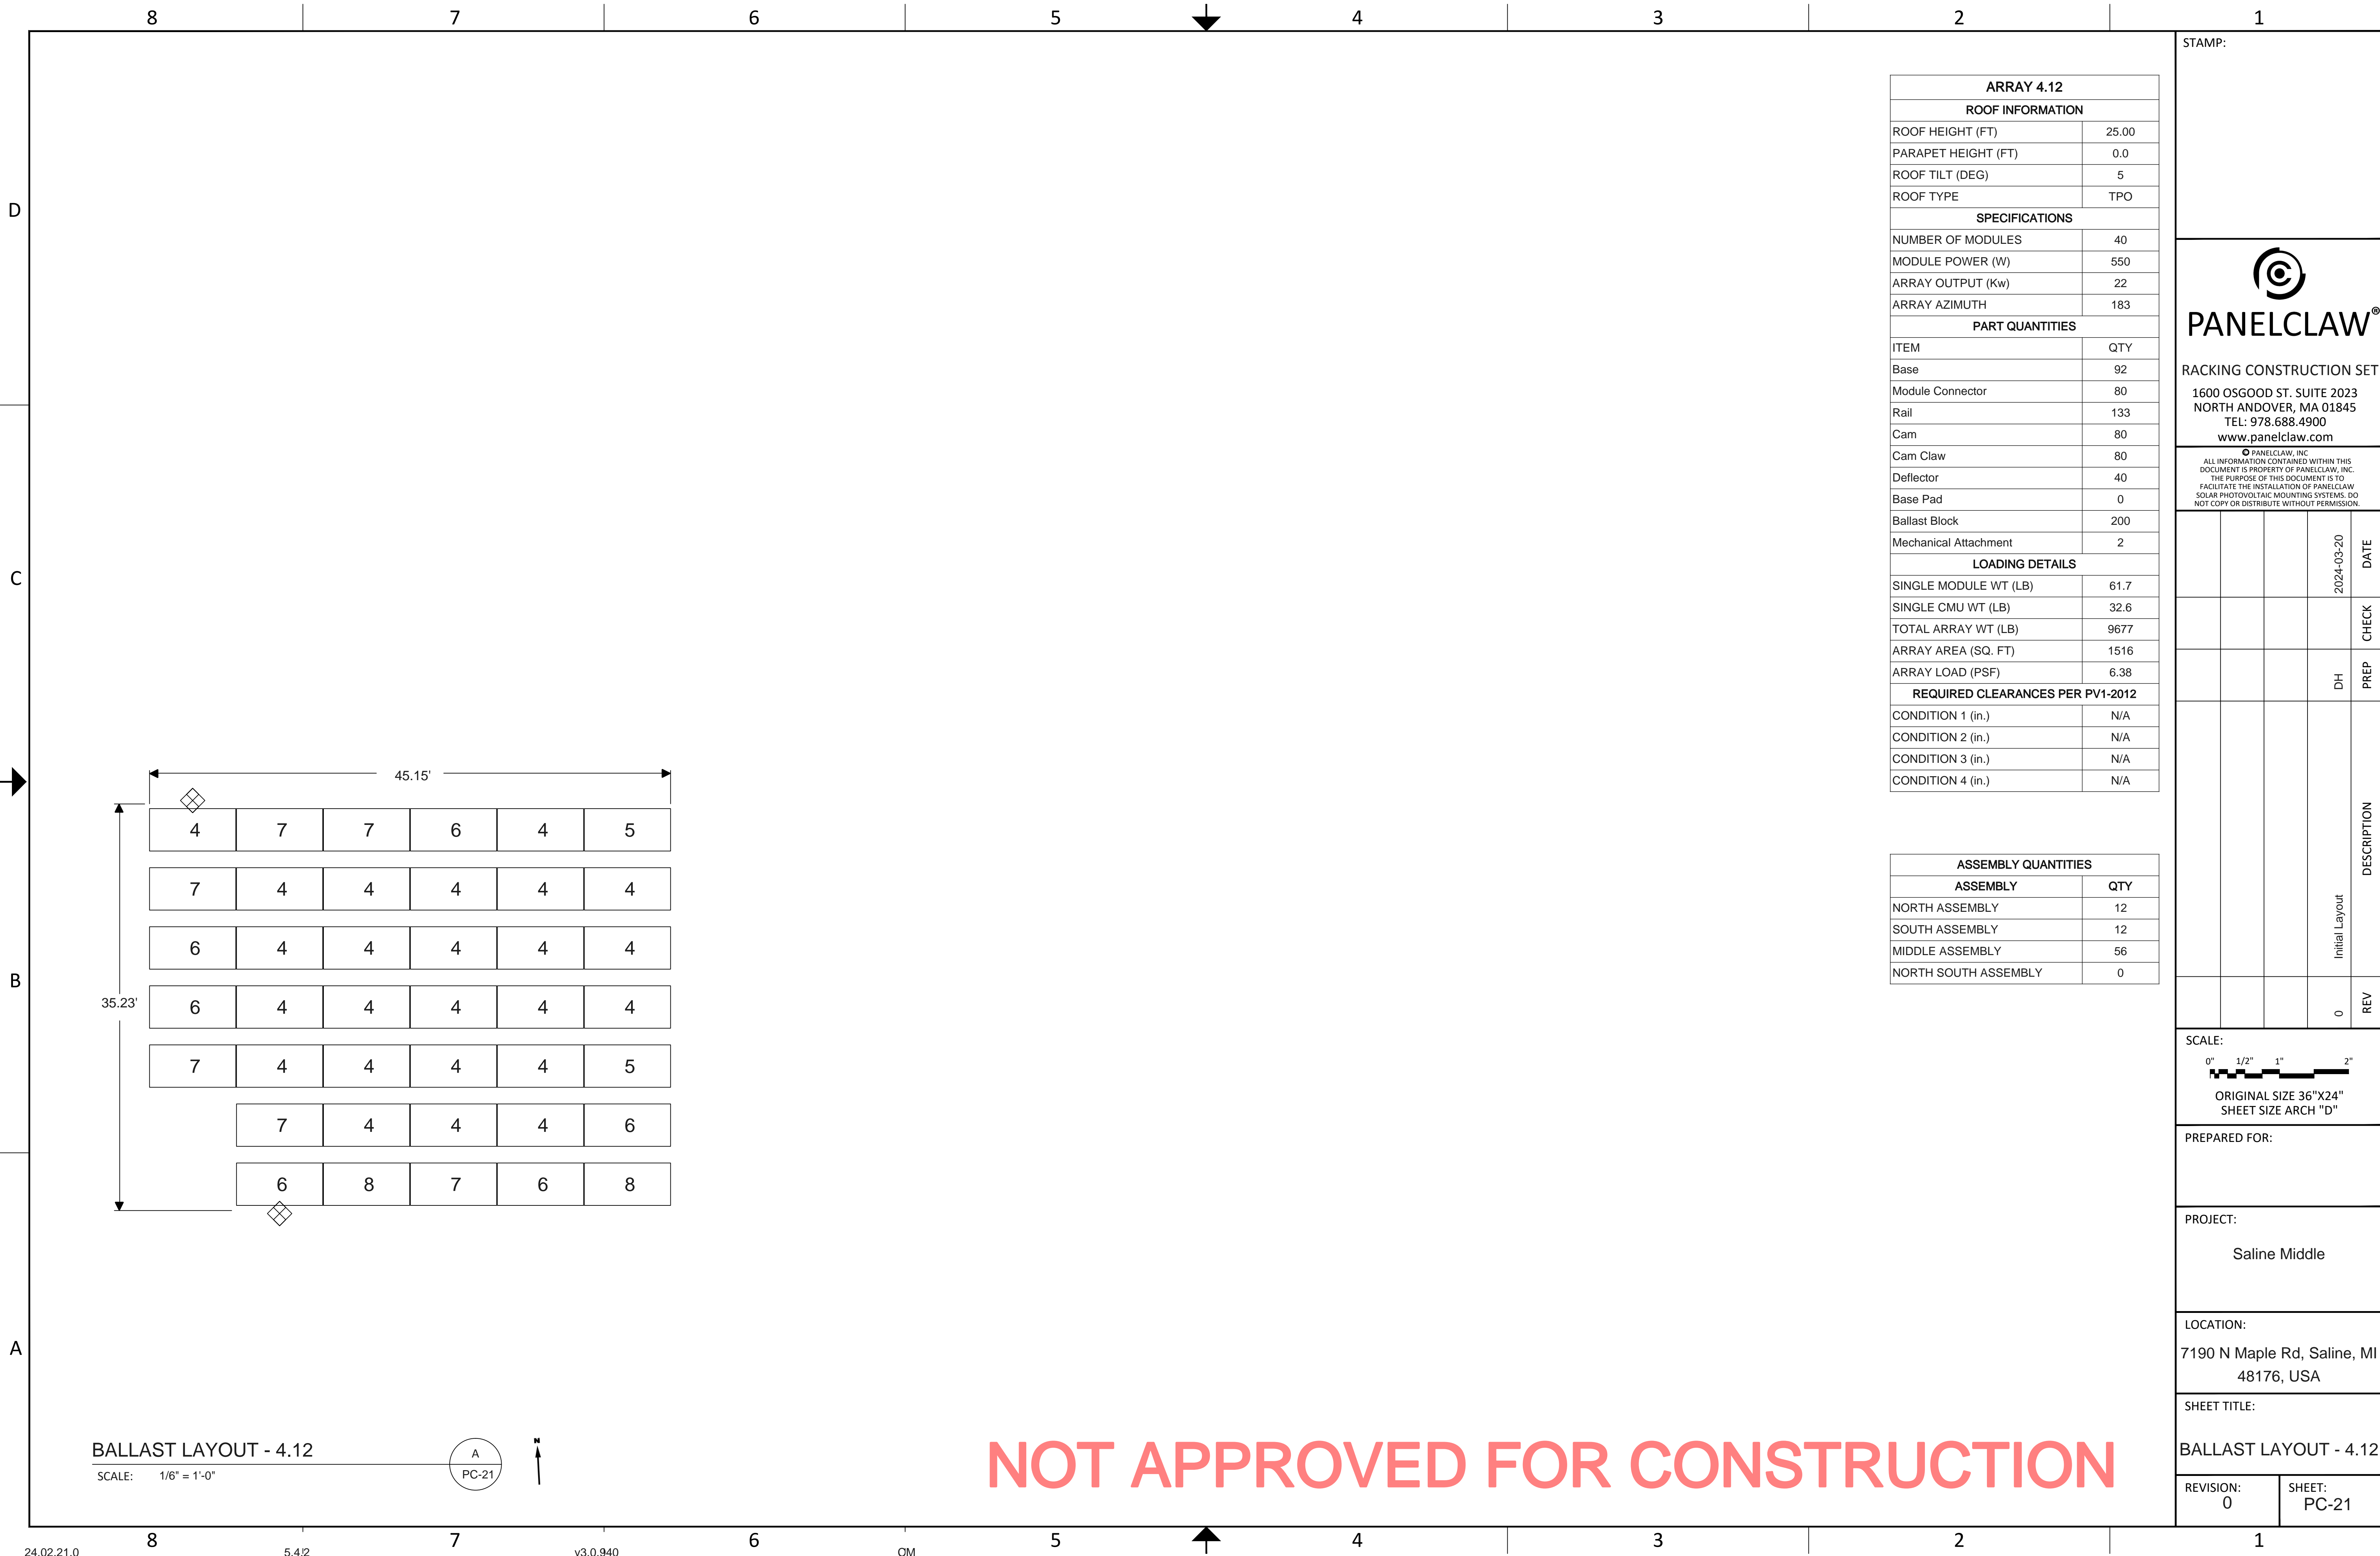 8 7 6 5 4 3 2 1
D
C
B
A
45.15'
35.23'
4 7 7 6 4 5
7 4 4 4 4 4
6 4 4 4 4 4
6 4 4 4 4 4
7 4 4 4 4 5
7 4 4 4 6
6 8 7 6 8
BALLAST LAYOUT - 4.12
SCALE: 1/6" = 1'-0"
A
PC-21
N
ARRAY 4.12
ROOF INFORMATION
ROOF HEIGHT (FT) 25.00
PARAPET HEIGHT (FT) 0.0
ROOF TILT (DEG) 5
ROOF TYPE TPO
SPECIFICATIONS
NUMBER OF MODULES 40
MODULE POWER (W) 550
ARRAY OUTPUT (Kw) 22
ARRAY AZIMUTH 183
PART QUANTITIES
ITEM QTY
Base 92
Module Connector 80
Rail 133
Cam 80
Cam Claw 80
Deflector 40
Base Pad 0
Ballast Block 200
Mechanical Attachment 2
LOADING DETAILS
SINGLE MODULE WT (LB) 61.7
SINGLE CMU WT (LB) 32.6
TOTAL ARRAY WT (LB) 9677
ARRAY AREA (SQ. FT) 1516
ARRAY LOAD (PSF) 6.38
REQUIRED CLEARANCES PER PV1-2012
CONDITION 1 (in.) N/A
CONDITION 2 (in.) N/A
CONDITION 3 (in.) N/A
CONDITION 4 (in.) N/A
ASSEMBLY QUANTITIES
ASSEMBLY QTY
NORTH ASSEMBLY 12
SOUTH ASSEMBLY 12
MIDDLE ASSEMBLY 56
NORTH SOUTH ASSEMBLY 0
NOT APPROVED FOR CONSTRUCTION
STAMP:
PANELCLAW®
RACKING CONSTRUCTION SET
1600 OSGOOD ST. SUITE 2023
NORTH ANDOVER, MA 01845
TEL: 978.688.4900
www.panelclaw.com
© PANELCLAW, INC
ALL INFORMATION CONTAINED WITHIN THIS
DOCUMENT IS PROPERTY OF PANELCLAW, INC.
THE PURPOSE OF THIS DOCUMENT IS TO
FACILITATE THE INSTALLATION OF PANELCLAW
SOLAR PHOTOVOLTAIC MOUNTING SYSTEMS. DO
NOT COPY OR DISTRIBUTE WITHOUT PERMISSION.
REV DESCRIPTION PREP CHECK DATE
0 Initial Layout DH 2024-03-20
SCALE:
0" 1/2" 1" 2"
ORIGINAL SIZE 36"X24"
SHEET SIZE ARCH "D"
PREPARED FOR:
PROJECT:
Saline Middle
LOCATION:
7190 N Maple Rd, Saline, MI
48176, USA
SHEET TITLE:
BALLAST LAYOUT - 4.12
REVISION:
0
SHEET:
PC-21
8 7 6 5 4 3 2 1
24.02.21.0 5.4.2 v3.0.940 OM